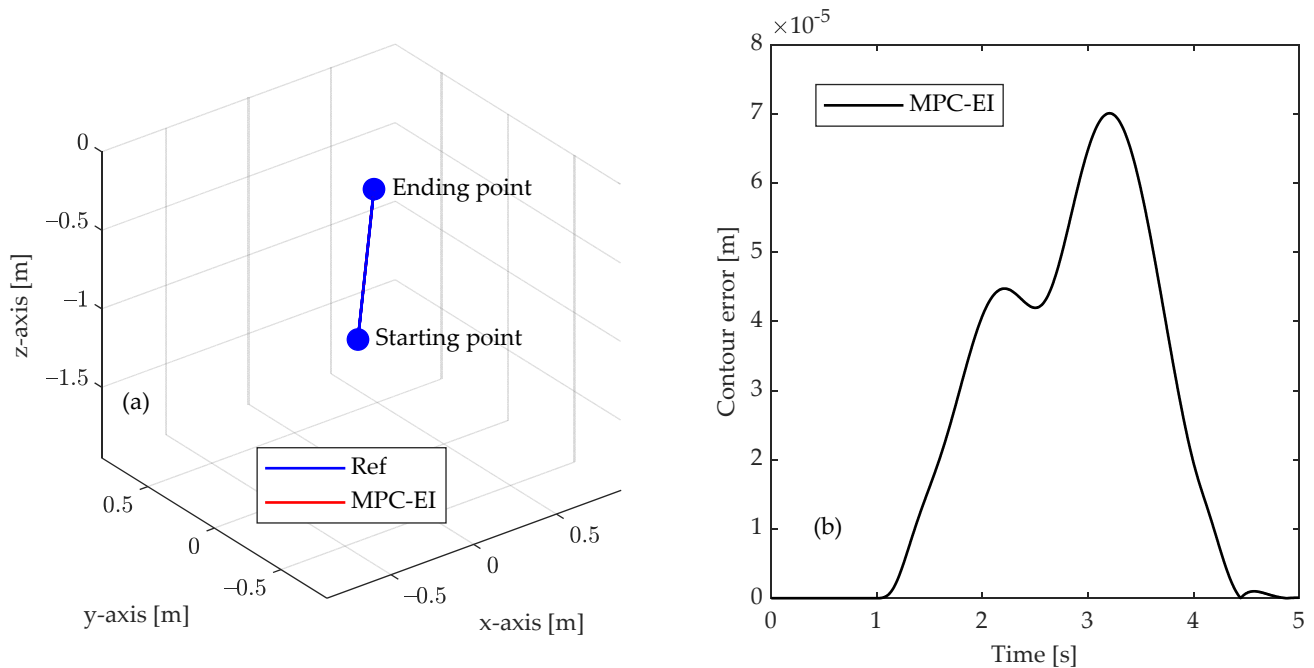 0
−0.5
−1
−1.5
z-axis [m]
Ending point
Starting point
(a)
Ref
MPC-EI
0.5
0
−0.5
y-axis [m]
−0.5
0
0.5
x-axis [m]
×10⁻⁵
8
7
6
5
4
3
2
1
0
Contour error [m]
MPC-EI
(b)
0 1 2 3 4 5
Time [s]